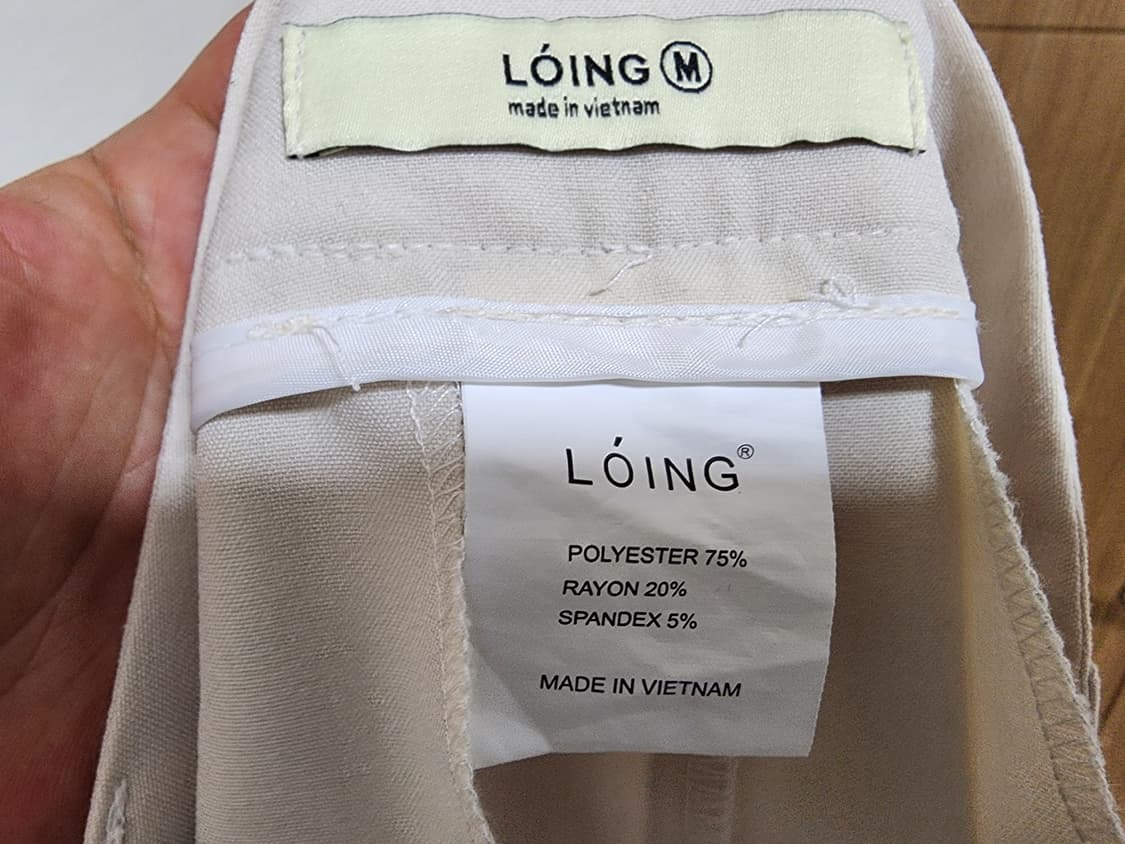 LÓING Ⓜ
made in vietnam
LÓING®
POLYESTER 75%
RAYON 20%
SPANDEX 5%
MADE IN VIETNAM